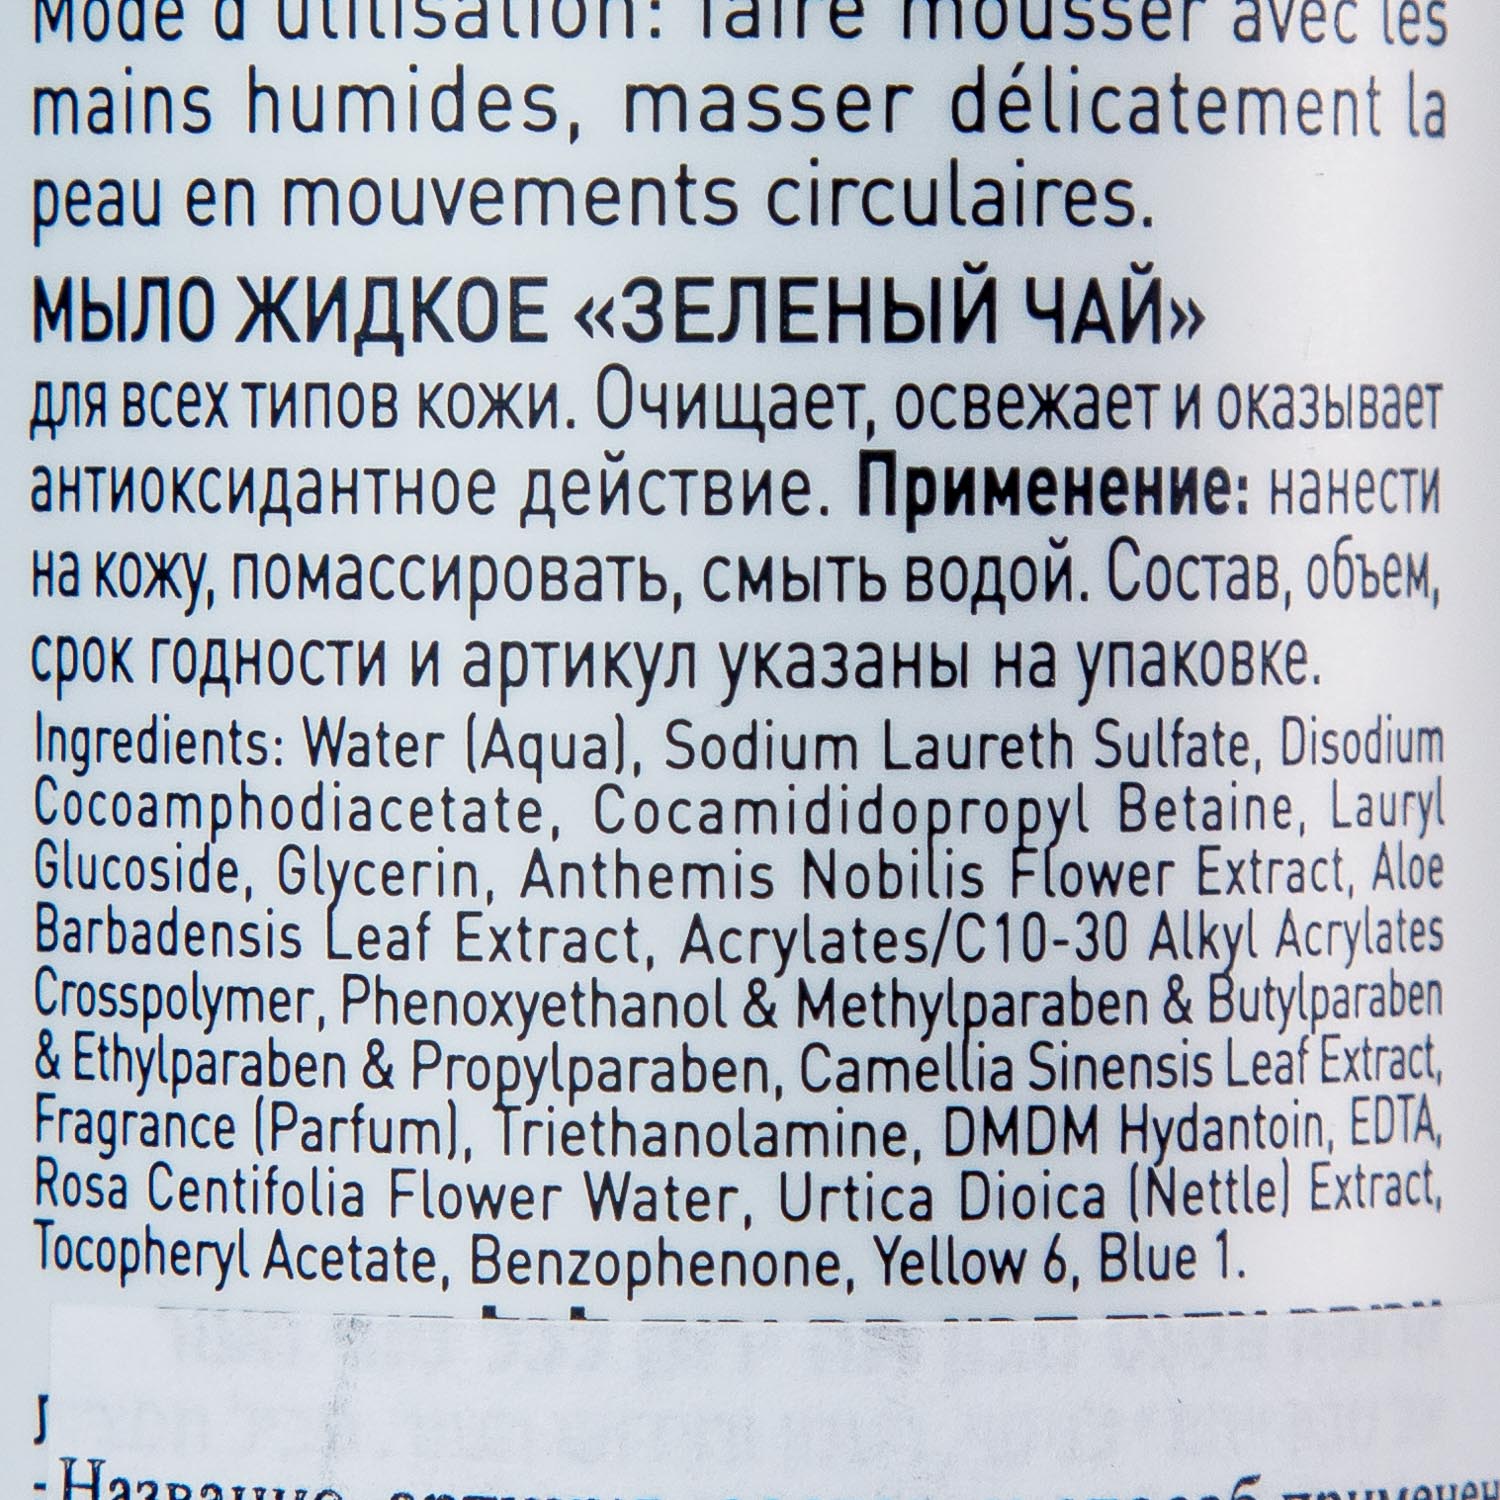 Mode d'utilisation: faire mousser avec les
mains humides, masser délicatement la
peau en mouvements circulaires.
МЫЛО ЖИДКОЕ «ЗЕЛЕНЫЙ ЧАЙ»
для всех типов кожи. Очищает, освежает и оказывает
антиоксидантное действие. Применение: нанести
на кожу, помассировать, смыть водой. Состав, объем,
срок годности и артикул указаны на упаковке.
Ingredients: Water (Aqua), Sodium Laureth Sulfate, Disodium
Cocoamphodiacetate, Cocamididopropyl Betaine, Lauryl
Glucoside, Glycerin, Anthemis Nobilis Flower Extract, Aloe
Barbadensis Leaf Extract, Acrylates/C10-30 Alkyl Acrylates
Crosspolymer, Phenoxyethanol & Methylparaben & Butylparaben
& Ethylparaben & Propylparaben, Camellia Sinensis Leaf Extract,
Fragrance (Parfum), Triethanolamine, DMDM Hydantoin, EDTA,
Rosa Centifolia Flower Water, Urtica Dioica (Nettle) Extract,
Tocopheryl Acetate, Benzophenone, Yellow 6, Blue 1.
- Название